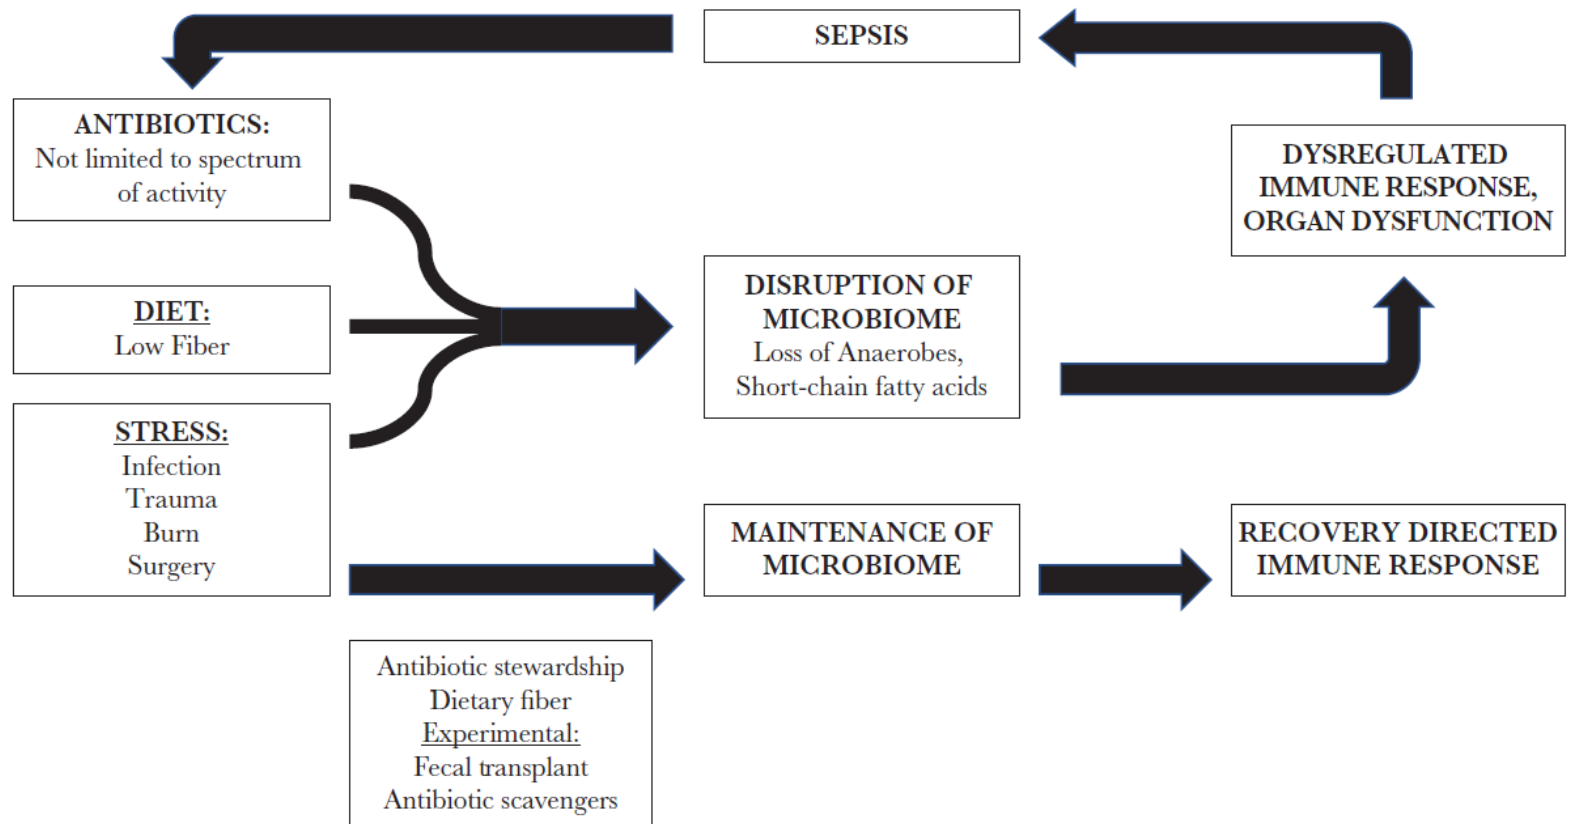 SEPSIS
ANTIBIOTICS:
Not limited to spectrum
of activity
DIET:
Low Fiber
STRESS:
Infection
Trauma
Burn
Surgery
DISRUPTION OF
MICROBIOME
Loss of Anaerobes,
Short-chain fatty acids
DYSREGULATED
IMMUNE RESPONSE,
ORGAN DYSFUNCTION
MAINTENANCE OF
MICROBIOME
RECOVERY DIRECTED
IMMUNE RESPONSE
Antibiotic stewardship
Dietary fiber
Experimental:
Fecal transplant
Antibiotic scavengers